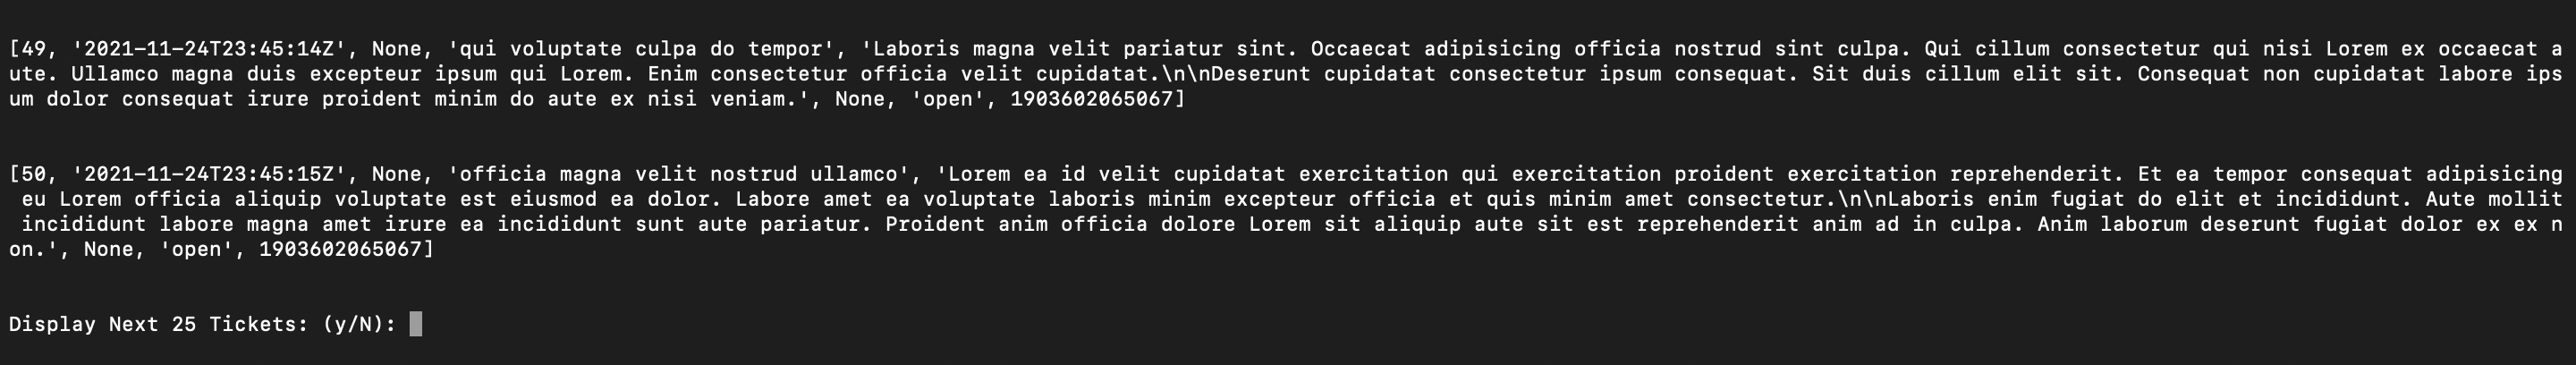 [49, '2021-11-24T23:45:14Z', None, 'qui voluptate culpa do tempor', 'Laboris magna velit pariatur sint. Occaecat adipisicing officia nostrud sint culpa. Qui cillum consectetur qui nisi Lorem ex occaecat a
ute. Ullamco magna duis excepteur ipsum qui Lorem. Enim consectetur officia velit cupidatat.\n\nDeserunt cupidatat consectetur ipsum consequat. Sit duis cillum elit sit. Consequat non cupidatat labore ips
um dolor consequat irure proident minim do aute ex nisi veniam.', None, 'open', 1903602065067]
[50, '2021-11-24T23:45:15Z', None, 'officia magna velit nostrud ullamco', 'Lorem ea id velit cupidatat exercitation qui exercitation proident exercitation reprehenderit. Et ea tempor consequat adipisicing
 eu Lorem officia aliquip voluptate est eiusmod ea dolor. Labore amet ea voluptate laboris minim excepteur officia et quis minim amet consectetur.\n\nLaboris enim fugiat do elit et incididunt. Aute mollit
 incididunt labore magna amet irure ea incididunt sunt aute pariatur. Proident anim officia dolore Lorem sit aliquip aute sit est reprehenderit anim ad in culpa. Anim laborum deserunt fugiat dolor ex ex n
on.', None, 'open', 1903602065067]
Display Next 25 Tickets: (y/N):